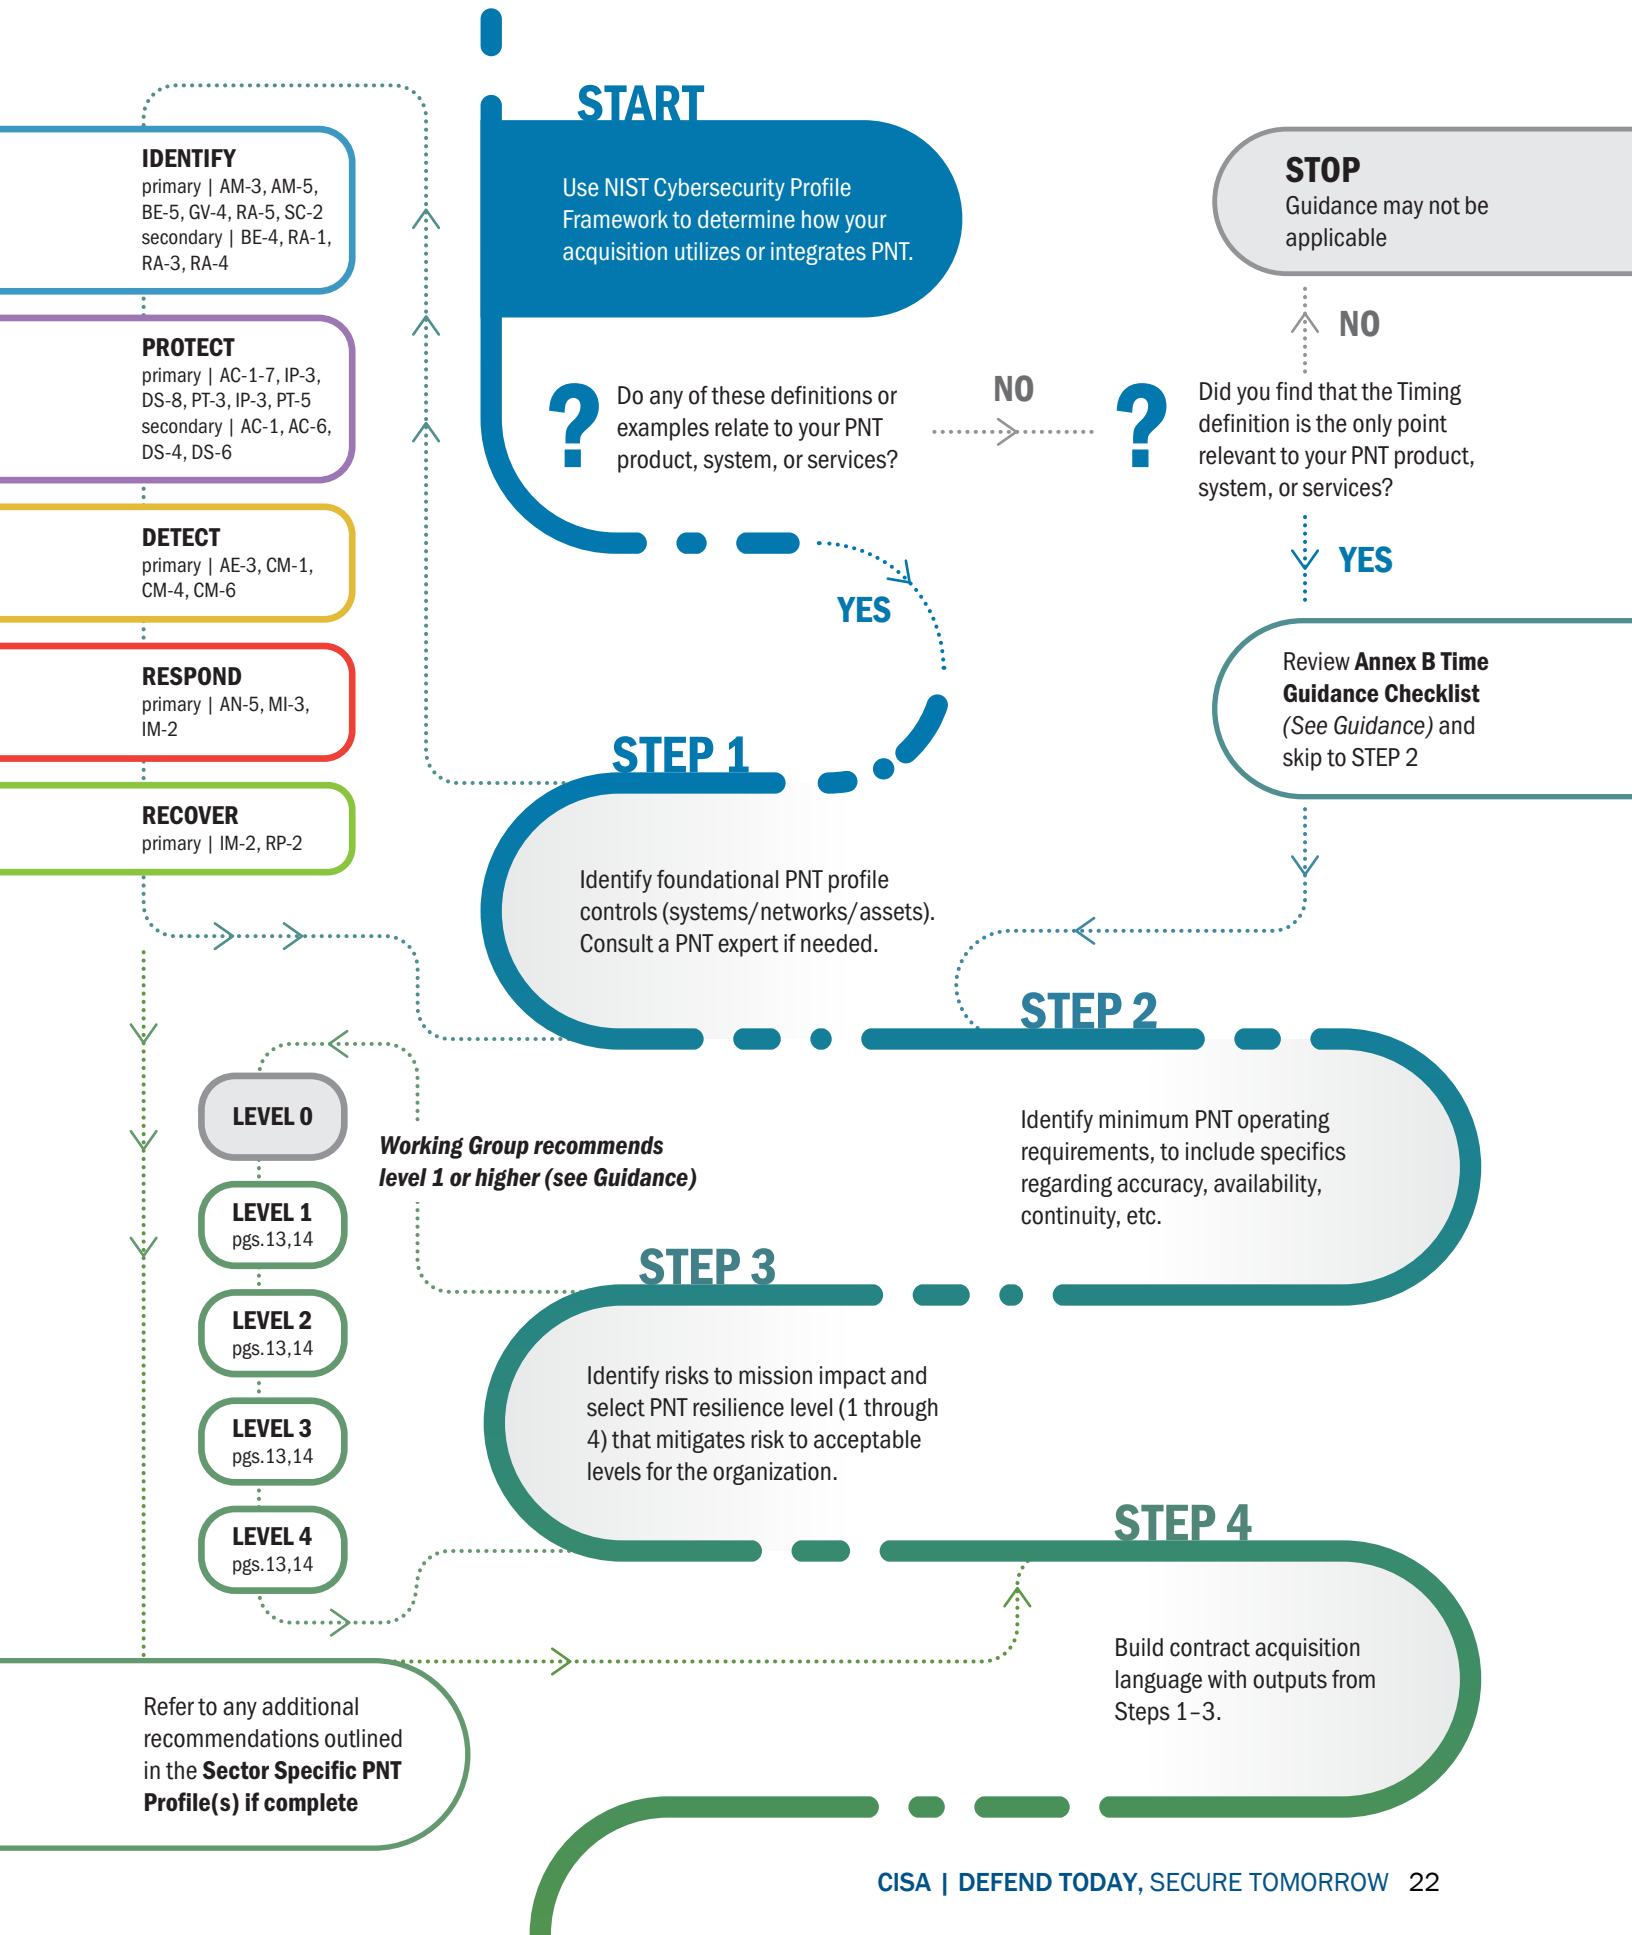 START
Use NIST Cybersecurity Profile
Framework to determine how your
acquisition utilizes or integrates PNT.
STOP
Guidance may not be
applicable
IDENTIFY
primary | AM-3, AM-5,
BE-5, GV-4, RA-5, SC-2
secondary | BE-4, RA-1,
RA-3, RA-4
PROTECT
primary | AC-1-7, IP-3,
DS-8, PT-3, IP-3, PT-5
secondary | AC-1, AC-6,
DS-4, DS-6
DETECT
primary | AE-3, CM-1,
CM-4, CM-6
RESPOND
primary | AN-5, MI-3,
IM-2
RECOVER
primary | IM-2, RP-2
?
Do any of these definitions or
examples relate to your PNT
product, system, or services?
NO
?
Did you find that the Timing
definition is the only point
relevant to your PNT product,
system, or services?
NO
YES
YES
Review Annex B Time
Guidance Checklist
(See Guidance) and
skip to STEP 2
STEP 1
Identify foundational PNT profile
controls (systems/networks/assets).
Consult a PNT expert if needed.
STEP 2
Identify minimum PNT operating
requirements, to include specifics
regarding accuracy, availability,
continuity, etc.
LEVEL 0
Working Group recommends
level 1 or higher (see Guidance)
LEVEL 1
pgs.13,14
LEVEL 2
pgs.13,14
LEVEL 3
pgs.13,14
LEVEL 4
pgs.13,14
STEP 3
Identify risks to mission impact and
select PNT resilience level (1 through
4) that mitigates risk to acceptable
levels for the organization.
STEP 4
Build contract acquisition
language with outputs from
Steps 1–3.
Refer to any additional
recommendations outlined
in the Sector Specific PNT
Profile(s) if complete
CISA | DEFEND TODAY, SECURE TOMORROW 22